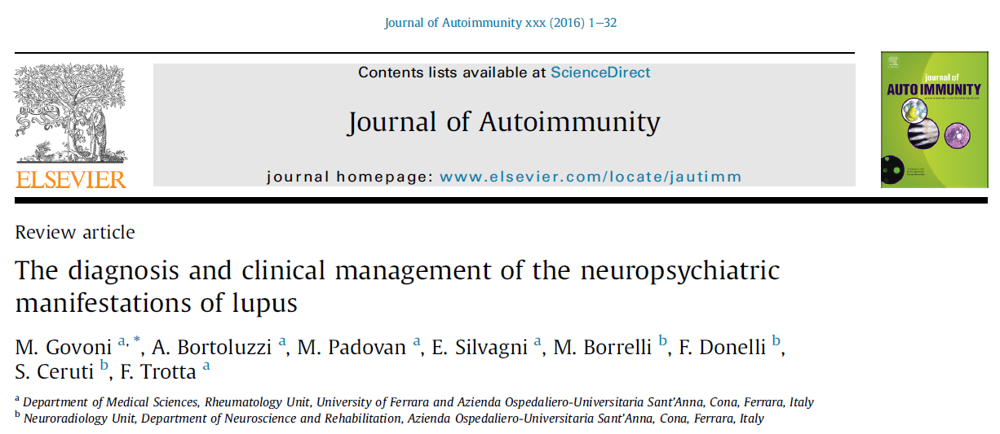 Journal of Autoimmunity xxx (2016) 1–32
Contents lists available at ScienceDirect
Journal of Autoimmunity
journal homepage: www.elsevier.com/locate/jautimm
ELSEVIER
journal of
AUTOIMMUNITY
Review article
The diagnosis and clinical management of the neuropsychiatric
manifestations of lupus
M. Govoni a, *, A. Bortoluzzi a, M. Padovan a, E. Silvagni a, M. Borrelli b, F. Donelli b,
S. Ceruti b, F. Trotta a
a Department of Medical Sciences, Rheumatology Unit, University of Ferrara and Azienda Ospedaliero-Universitaria Sant'Anna, Cona, Ferrara, Italy
b Neuroradiology Unit, Department of Neuroscience and Rehabilitation, Azienda Ospedaliero-Universitaria Sant'Anna, Cona, Ferrara, Italy